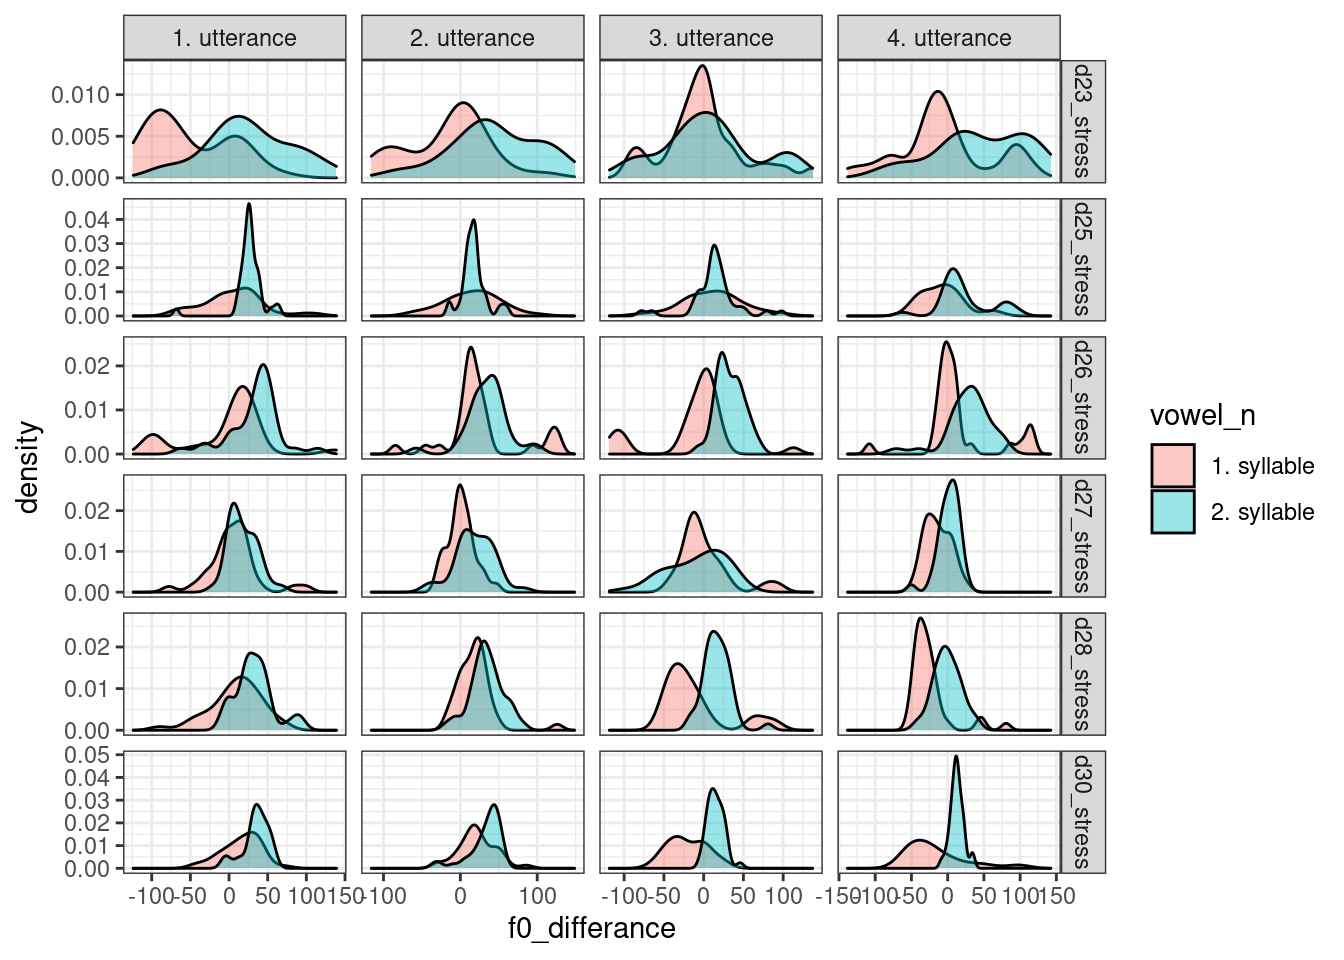 1. utterance 2. utterance 3. utterance 4. utterance
0.010
0.005
0.000
d23_stress
0.04
0.03
0.02
0.01
0.00
d25_stress
0.02
0.01
0.00
d26_stress
density
vowel_n
1. syllable
2. syllable
0.02
0.01
0.00
d27_stress
0.02
0.01
0.00
d28_stress
0.05
0.04
0.03
0.02
0.01
0.00
d30_stress
-100 -50 0 50 100 150 -100 0 100 -100 -50 0 50 100 -150 -100 -50 0 50 100 150
f0_differance